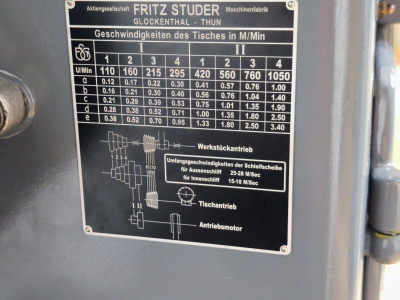 Aktiengesellschaft FRITZ STUDER Maschinenfabrik
GLOCKENTHAL - THUN
Geschwindigkeiten des Tisches in M/Min
I II
1 2 3 4 1 2 3 4
U/Min 110 160 215 295 420 560 760 1050
a 0.12 0.17 0.22 0.30 0.41 0.57 0.76 1.00
b 0.16 0.21 0.30 0.40 0.56 0.76 1.04 1.40
c 0.21 0.29 0.39 0.53 0.75 1.01 1.35 1.90
d 0.28 0.38 0.52 0.71 1.00 1.35 1.80 2.50
e 0.38 0.52 0.70 0.95 1.33 1.80 2.50 3.40
Werkstückantrieb
Umfangsgeschwindigkeiten der Schleifscheibe
für Aussenschliff 25-28 M/Sec
für Innenschliff 15-18 M/Sec
Tischantrieb
Antriebsmotor